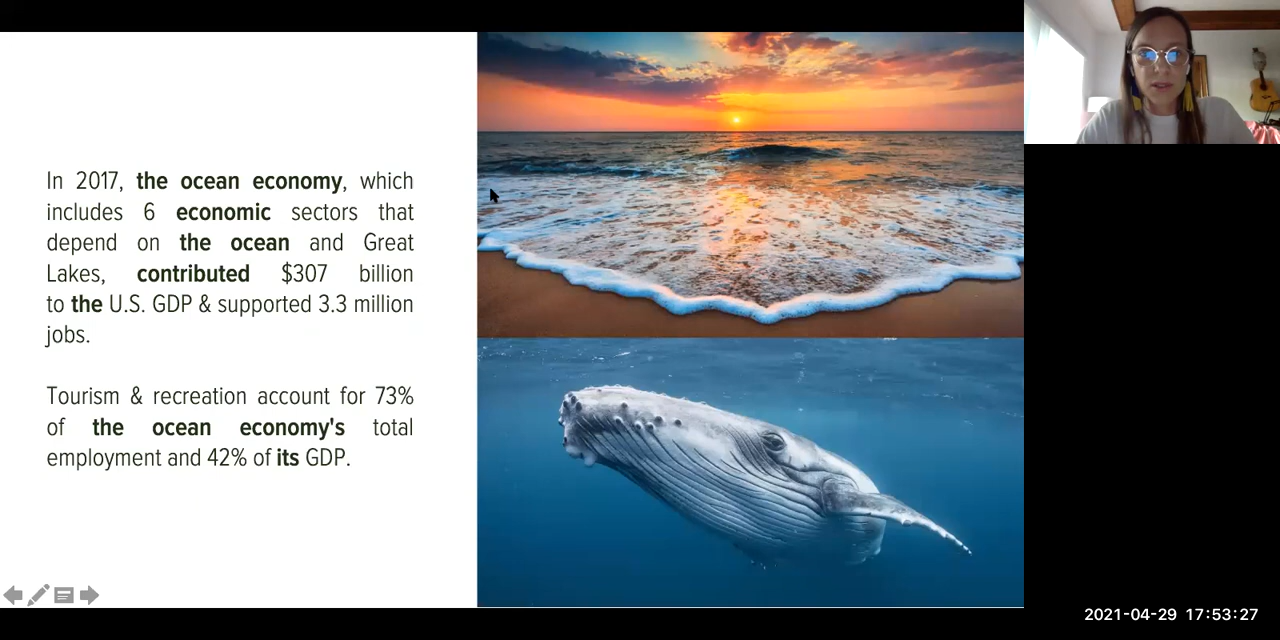 In 2017, the ocean economy, which
includes 6 economic sectors that
depend on the ocean and Great
Lakes, contributed $307 billion
to the U.S. GDP & supported 3.3 million
jobs.
Tourism & recreation account for 73%
of the ocean economy's total
employment and 42% of its GDP.
2021-04-29 17:53:27